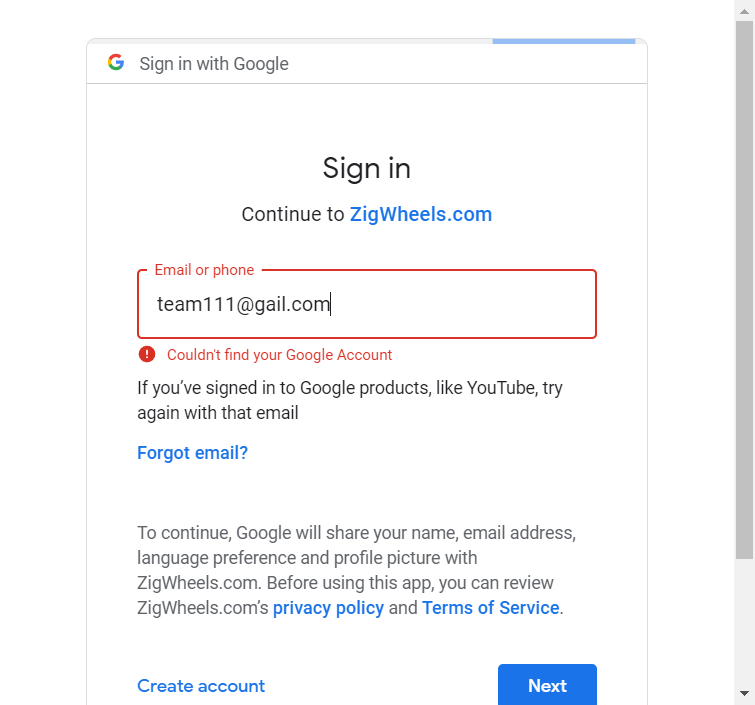 Sign in with Google
Sign in
Continue to ZigWheels.com
Email or phone
team111@gail.com
Couldn't find your Google Account
If you’ve signed in to Google products, like YouTube, try
again with that email
Forgot email?
To continue, Google will share your name, email address,
language preference and profile picture with
ZigWheels.com. Before using this app, you can review
ZigWheels.com’s privacy policy and Terms of Service.
Create account
Next